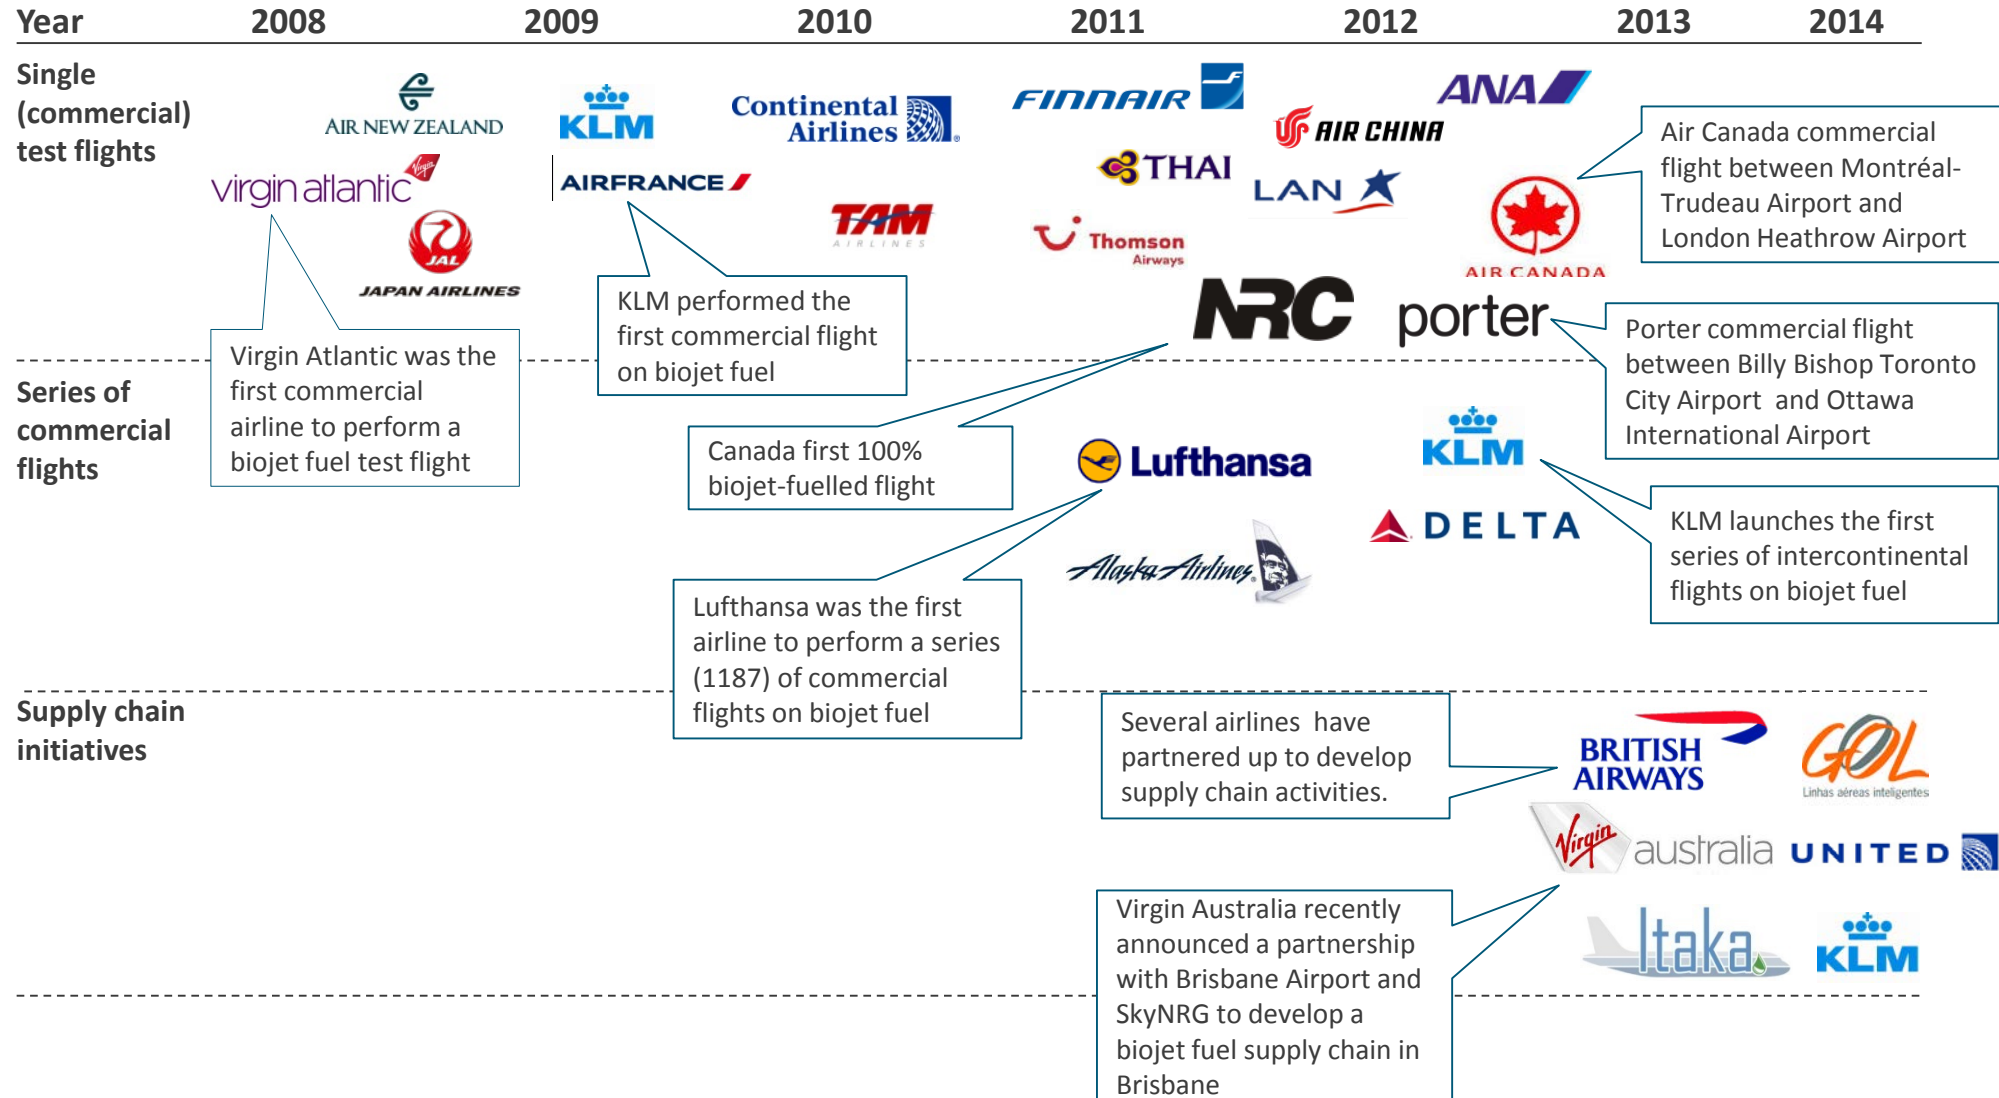 Year 2008 2009 2010 2011 2012 2013 2014
Single
(commercial)
test flights
AIR NEW ZEALAND
virgin atlantic
Virgin
JAL
JAPAN AIRLINES
KLM
AIRFRANCE
Continental
Airlines
TAM
AIRLINES
FINNAIR
THAI
Thomson
Airways
AIR CHINA
LAN
ANA
AIR CANADA
NRC
porter
Air Canada commercial
flight between Montréal-
Trudeau Airport and
London Heathrow Airport
KLM performed the
first commercial flight
on biojet fuel
Virgin Atlantic was the
first commercial
airline to perform a
biojet fuel test flight
Porter commercial flight
between Billy Bishop Toronto
City Airport and Ottawa
International Airport
Series of
commercial
flights
Canada first 100%
biojet-fuelled flight
Lufthansa
Alaska Airlines
KLM
DELTA
KLM launches the first
series of intercontinental
flights on biojet fuel
Lufthansa was the first
airline to perform a series
(1187) of commercial
flights on biojet fuel
Supply chain
initiatives
Several airlines have
partnered up to develop
supply chain activities.
BRITISH
AIRWAYS
GOL
Linhas aéreas inteligentes
Virgin australia
UNITED
Itaka
KLM
Virgin Australia recently
announced a partnership
with Brisbane Airport and
SkyNRG to develop a
biojet fuel supply chain in
Brisbane